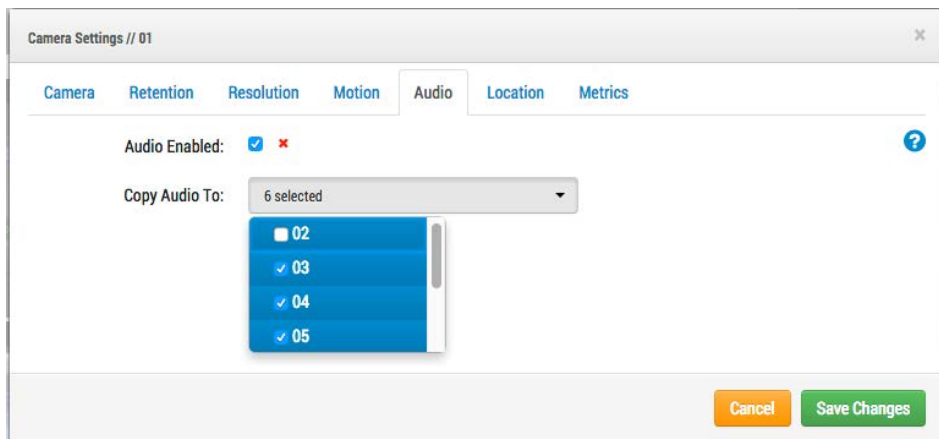 Camera Settings // 01
×
Camera Retention Resolution Motion Audio Location Metrics
Audio Enabled:
?
Copy Audio To: 6 selected
02
03
04
05
Cancel Save Changes